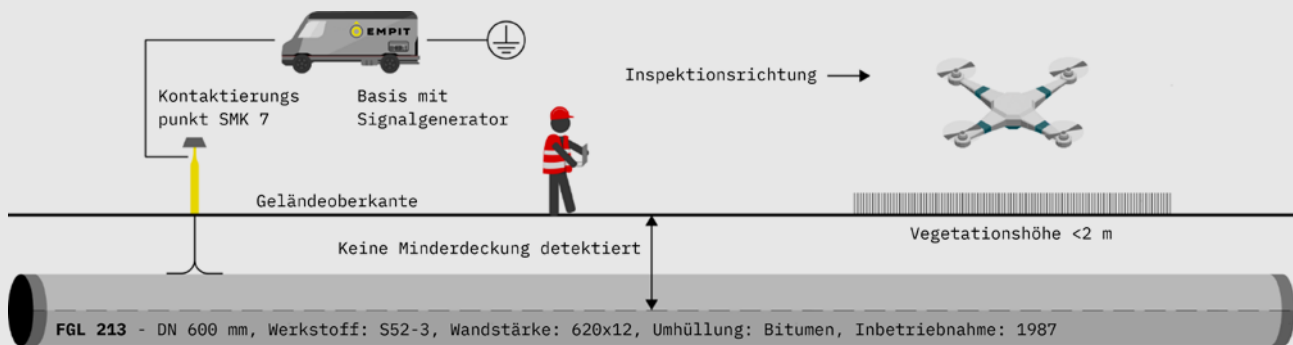 EMPIT
Inspektionsrichtung
Kontaktierungs
punkt SMK 7
Basis mit
Signalgenerator
Geländeoberkante
Keine Minderdeckung detektiert
Vegetationshöhe <2 m
FGL 213 - DN 600 mm, Werkstoff: S52-3, Wandstärke: 620x12, Umhüllung: Bitumen, Inbetriebnahme: 1987